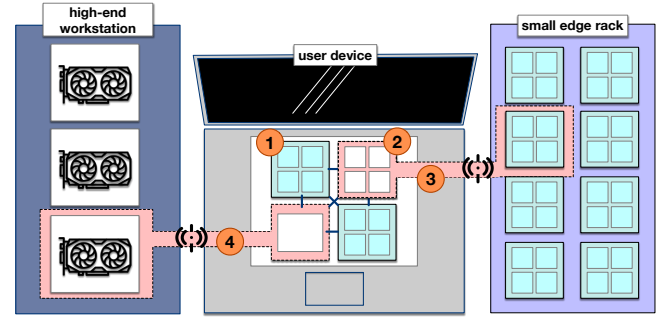 high-end
workstation
user device
small edge rack
1
2
3
4